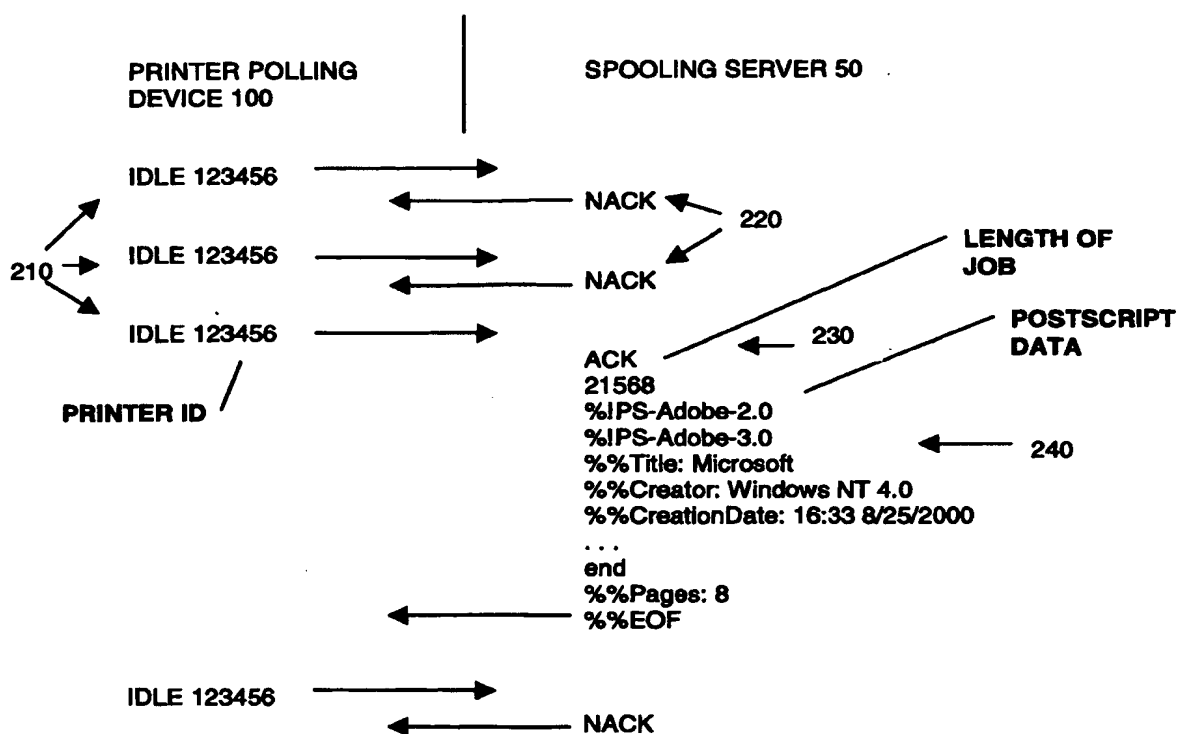 PRINTER POLLING
DEVICE 100
SPOOLING SERVER 50
IDLE 123456
NACK
220
IDLE 123456
NACK
210
LENGTH OF
JOB
IDLE 123456
230
POSTSCRIPT
DATA
PRINTER ID
ACK
21568
%!PS-Adobe-2.0
%!PS-Adobe-3.0
240
%%Title: Microsoft
%%Creator: Windows NT 4.0
%%CreationDate: 16:33 8/25/2000
. . .
end
%%Pages: 8
%%EOF
IDLE 123456
NACK